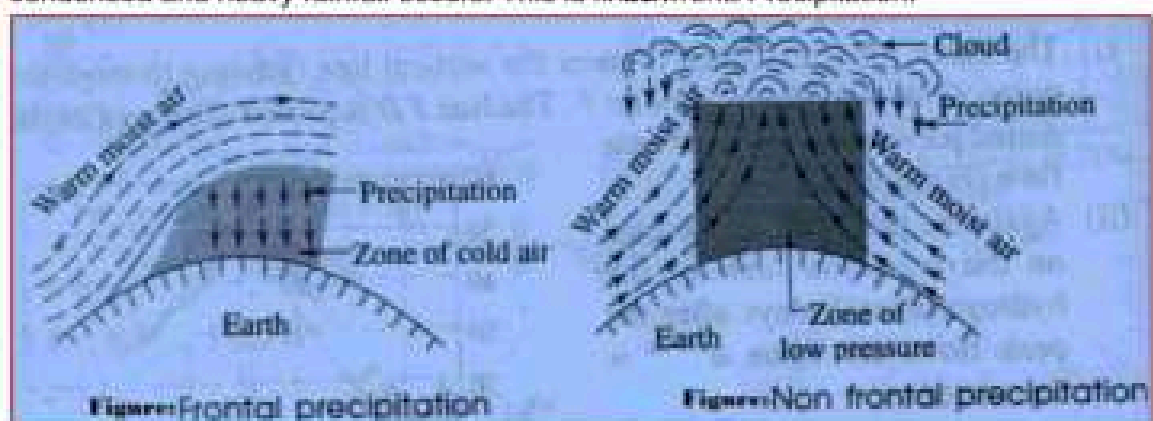 Warm moist air
Precipitation
Zone of cold air
Earth
Figure: Frontal precipitation
Cloud
Precipitation
Warm moist air
Warm moist air
Zone of
low pressure
Earth
Figure: Non frontal precipitation